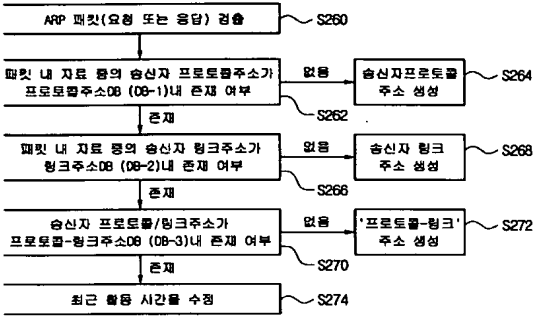 ARP 패킷(요청 또는 응답) 검출
S260
패킷 내 자료 중의 송신자 프로토콜주소가
프로토콜주소DB (DB-1)내 존재 여부
없음
송신자프로토콜
주소 생성
S264
S262
존재
패킷 내 자료 중의 송신자 링크주소가
링크주소DB (DB-2)내 존재 여부
없음
송신자 링크
주소 생성
S268
S266
존재
송신자 프로토콜/링크주소가
프로토콜-링크주소DB (DB-3)내 존재 여부
없음
'프로토콜-링크'
주소 생성
S272
S270
존재
최근 활동 시간을 수정
S274